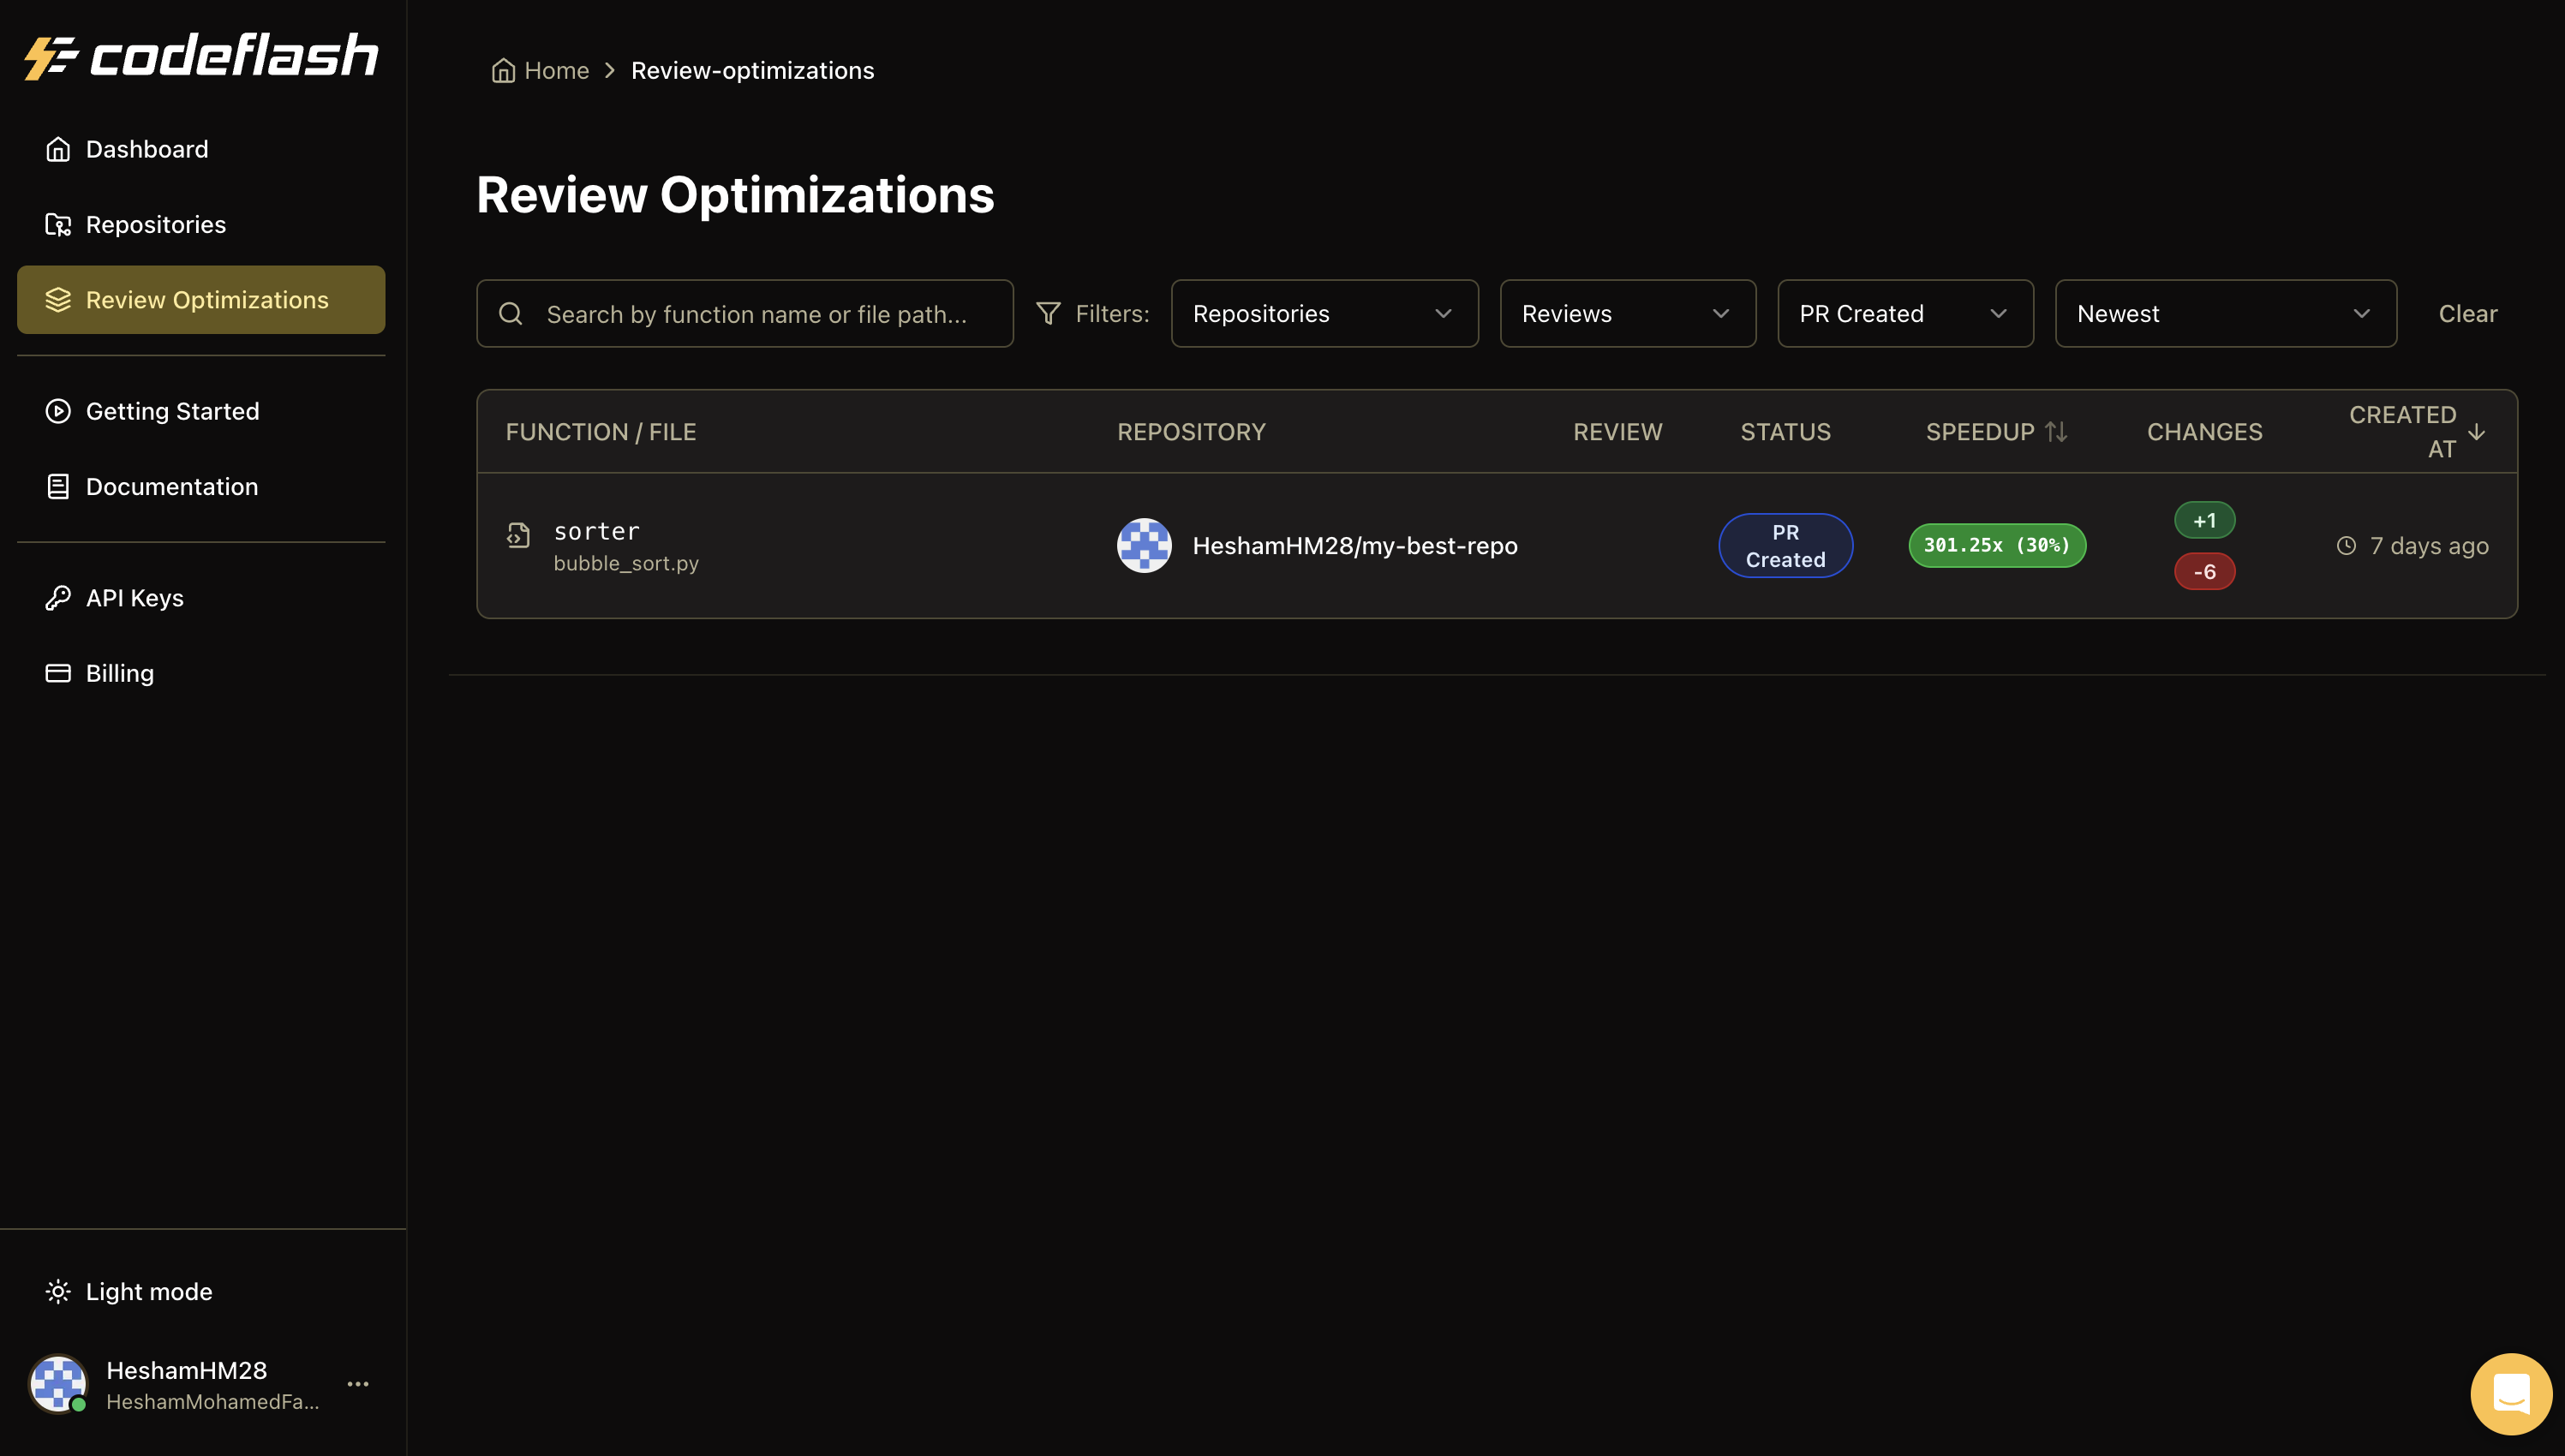 codeflash
Dashboard
Repositories
Review Optimizations
Getting Started
Documentation
API Keys
Billing
Light mode
HeshamHM28
HeshamMohamedFa...
Home > Review-optimizations
Review Optimizations
Search by function name or file path...
Filters:
Repositories
Reviews
PR Created
Newest
Clear
FUNCTION / FILE
REPOSITORY
REVIEW
STATUS
SPEEDUP
CHANGES
CREATED
AT
sorter
bubble_sort.py
HeshamHM28/my-best-repo
PR
Created
301.25x (30%)
+1
-6
7 days ago